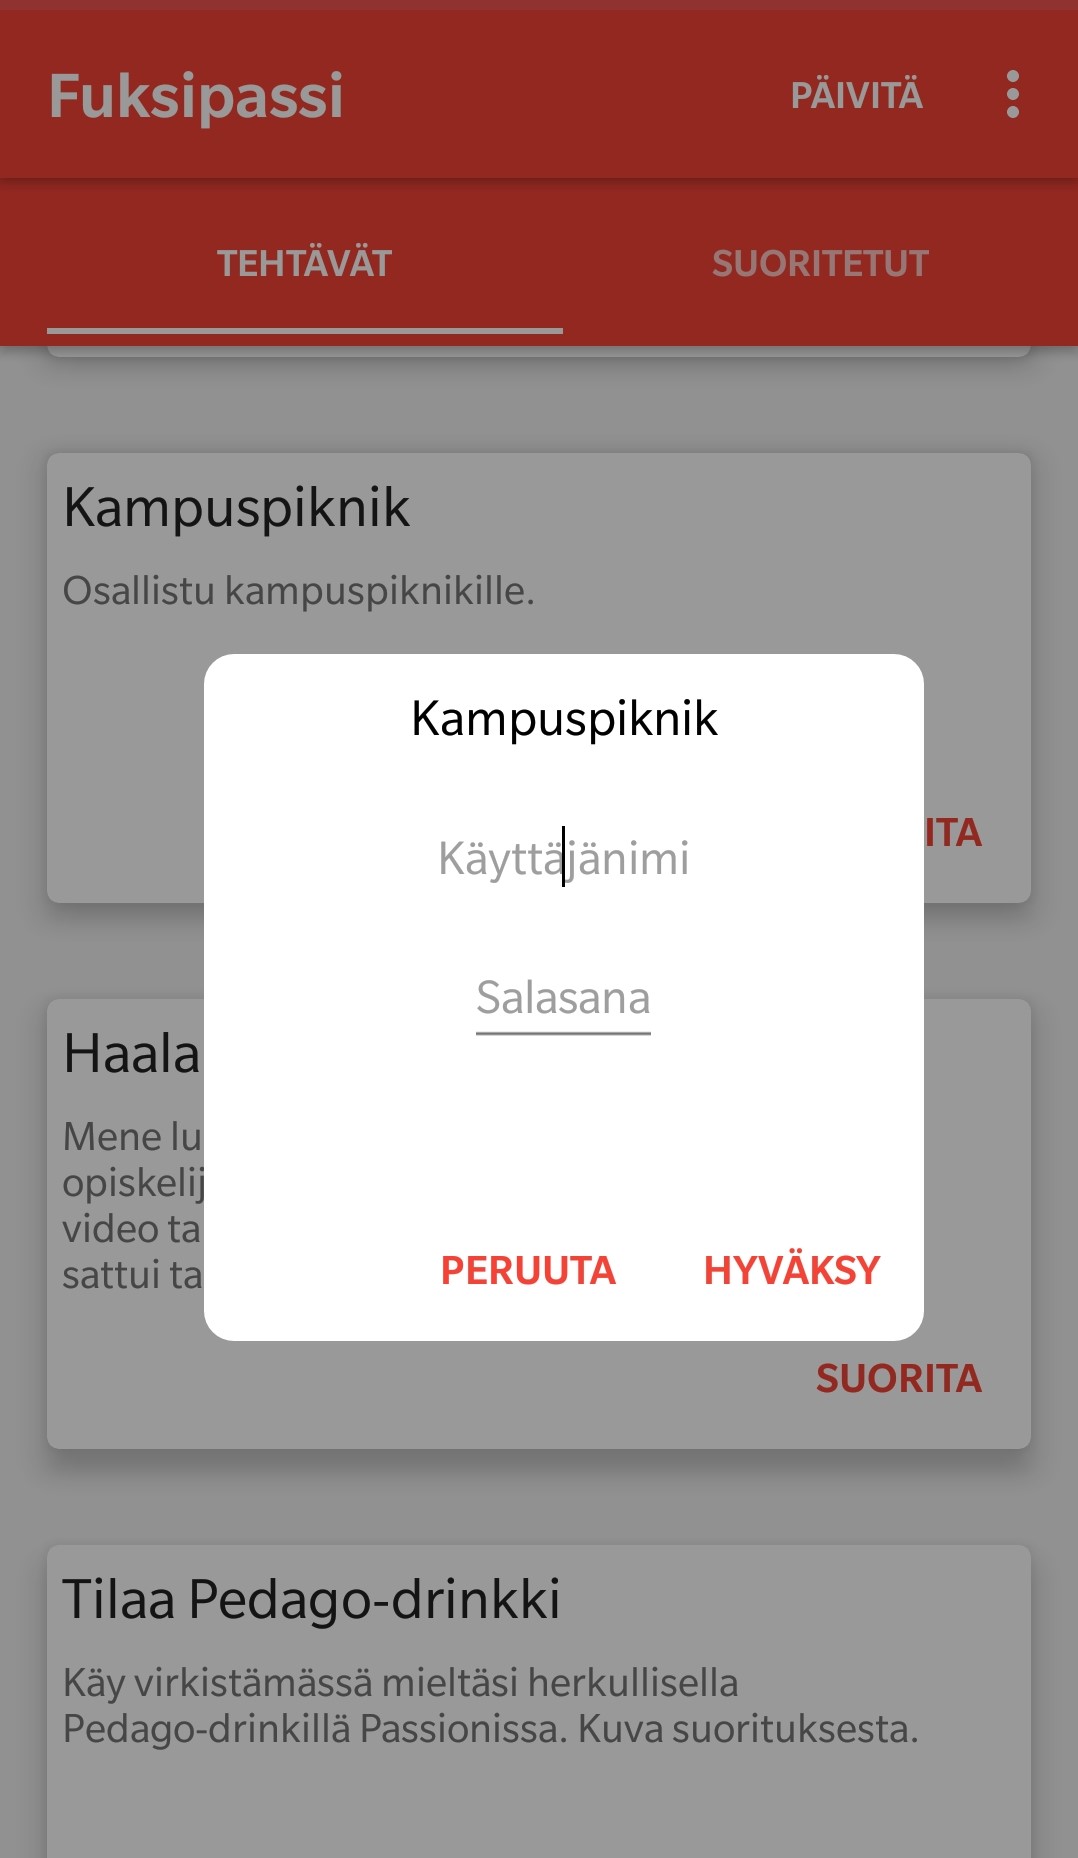 Fuksipassi
PÄIVITÄ
TEHTÄVÄT
SUORITETUT
Kampuspiknik
Osallistu kampuspiknikille.
Kampuspiknik
Käyttäjänimi
Salasana
PERUUTA
HYVÄKSY
ITA
Haala
Mene lu
opiskelij
video ta
sattui ta
SUORITA
Tilaa Pedago-drinkki
Käy virkistämässä mieltäsi herkullisella
Pedago-drinkillä Passionissa. Kuva suorituksesta.